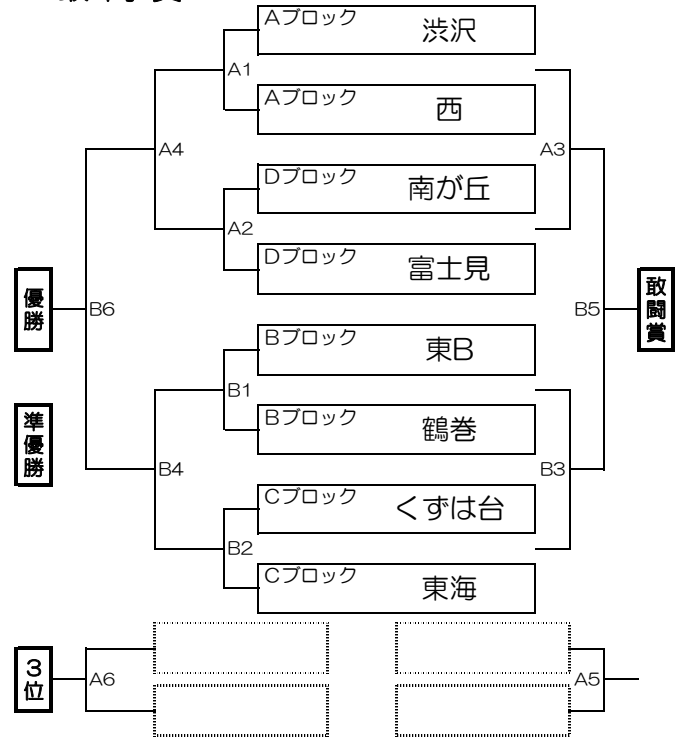 Aブロック 渋沢
A1
Aブロック 西
A4
A3
Dブロック 南が丘
A2
Dブロック 富士見
優勝
B6
B5
敢闘賞
Bブロック 東B
B1
準優勝
Bブロック 鶴巻
B4
B3
Cブロック くずは台
B2
Cブロック 東海
3位
A6
A5